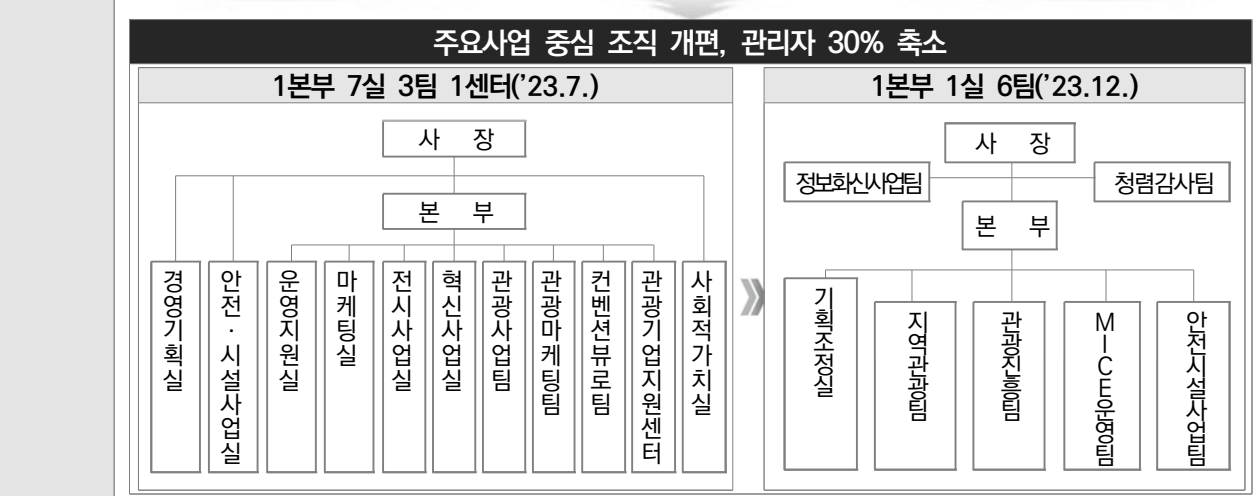 주요사업 중심 조직 개편, 관리자 30% 축소
1본부 7실 3팀 1센터('23.7.)
사 장
본 부
경영기획실
안전·시설사업실
운영지원실
마케팅실
전시사업실
혁신사업실
관광사업팀
관광마케팅팀
컨벤션뷰로팀
관광기업지원센터
사회적가치실
1본부 1실 6팀('23.12.)
사 장
정보화신사업팀
청렴감사팀
본 부
기획조정실
지역관광팀
관광진흥팀
MICE운영팀
안전시설사업팀